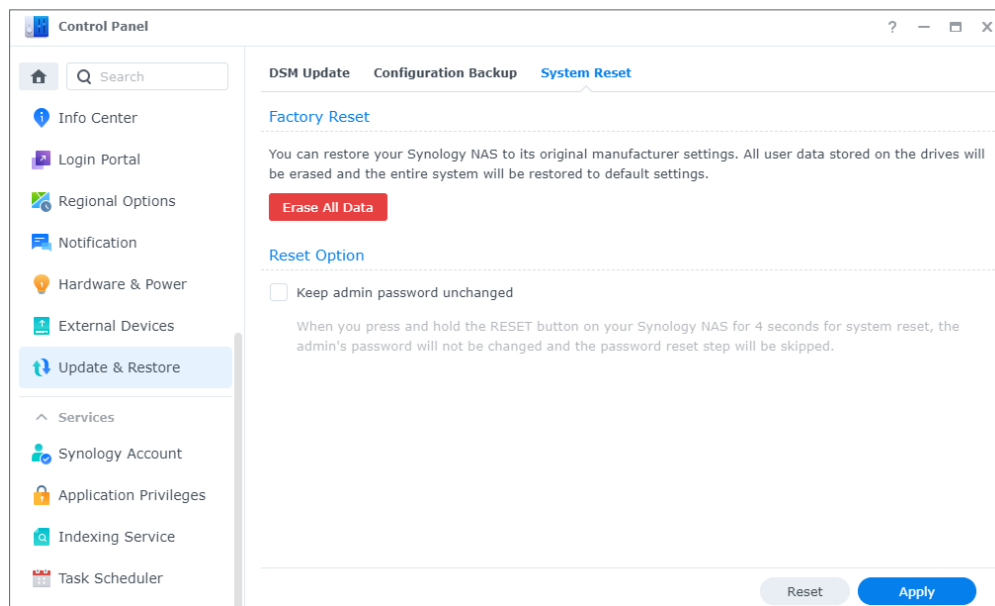 Control Panel
?
Search
Info Center
Login Portal
Regional Options
Notification
Hardware & Power
External Devices
Update & Restore
Services
Synology Account
Application Privileges
Indexing Service
Task Scheduler
DSM Update Configuration Backup System Reset
Factory Reset
You can restore your Synology NAS to its original manufacturer settings. All user data stored on the drives will
be erased and the entire system will be restored to default settings.
Erase All Data
Reset Option
Keep admin password unchanged
When you press and hold the RESET button on your Synology NAS for 4 seconds for system reset, the
admin's password will not be changed and the password reset step will be skipped.
Reset Apply